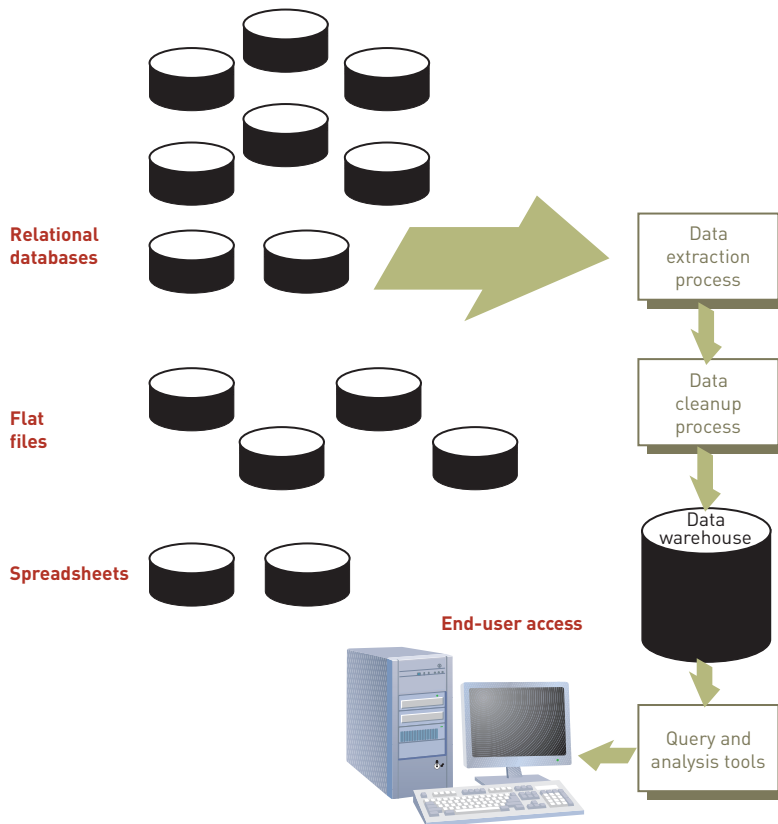 Relational
databases
Data
extraction
process
Flat
files
Data
cleanup
process
Data
warehouse
Spreadsheets
End-user access
Query and
analysis tools